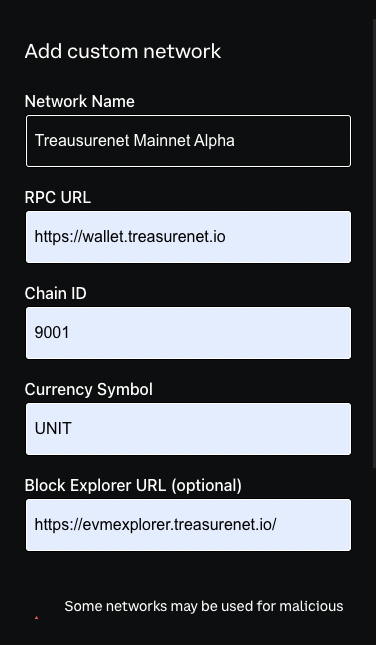 Add custom network
Network Name
Treausurenet Mainnet Alpha
RPC URL
https://wallet.treasurenet.io
Chain ID
9001
Currency Symbol
UNIT
Block Explorer URL (optional)
https://evmexplorer.treasurenet.io/
Some networks may be used for malicious